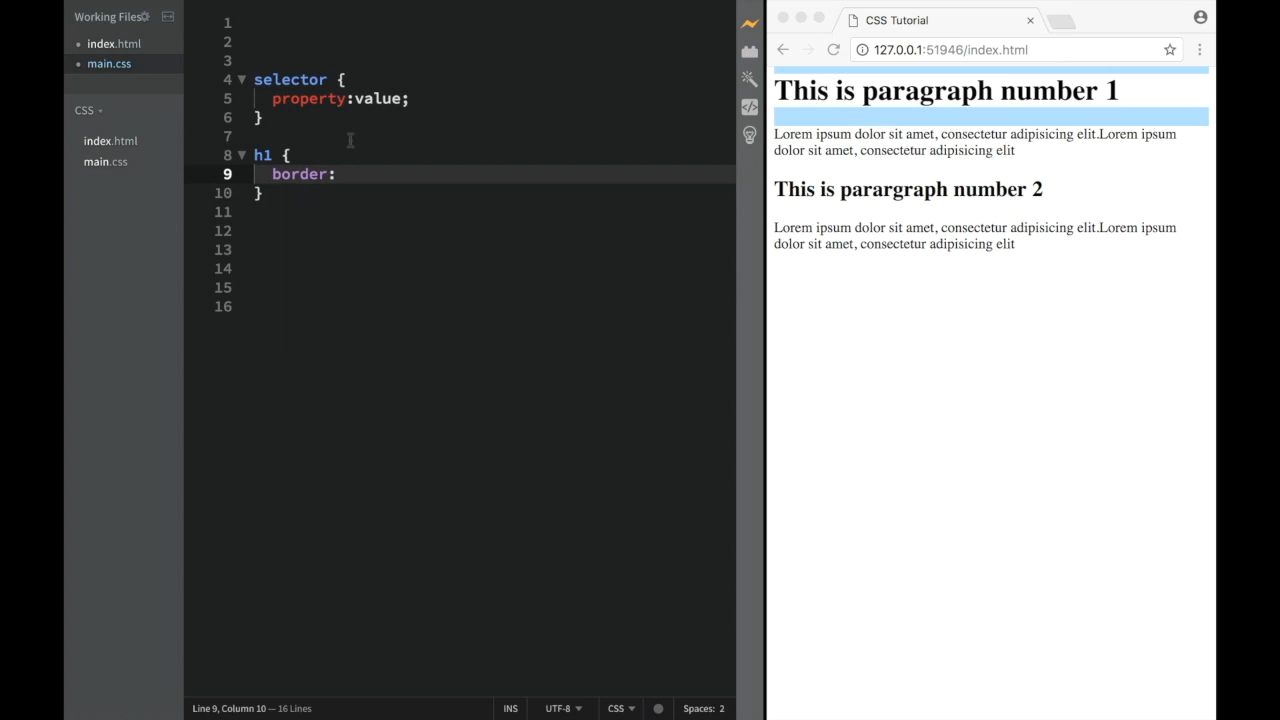 Working Files
index.html
main.css
CSS
index.html
main.css
1
2
3
4 selector {
5 property:value;
6 }
7
8 h1 {
9 border:
10 }
11
12
13
14
15
16
Line 9, Column 10 — 16 Lines
INS
UTF-8
CSS
Spaces: 2
CSS Tutorial
127.0.0.1:51946/index.html
This is paragraph number 1
Lorem ipsum dolor sit amet, consectetur adipisicing elit.Lorem ipsum
dolor sit amet, consectetur adipisicing elit
This is parargraph number 2
Lorem ipsum dolor sit amet, consectetur adipisicing elit.Lorem ipsum
dolor sit amet, consectetur adipisicing elit